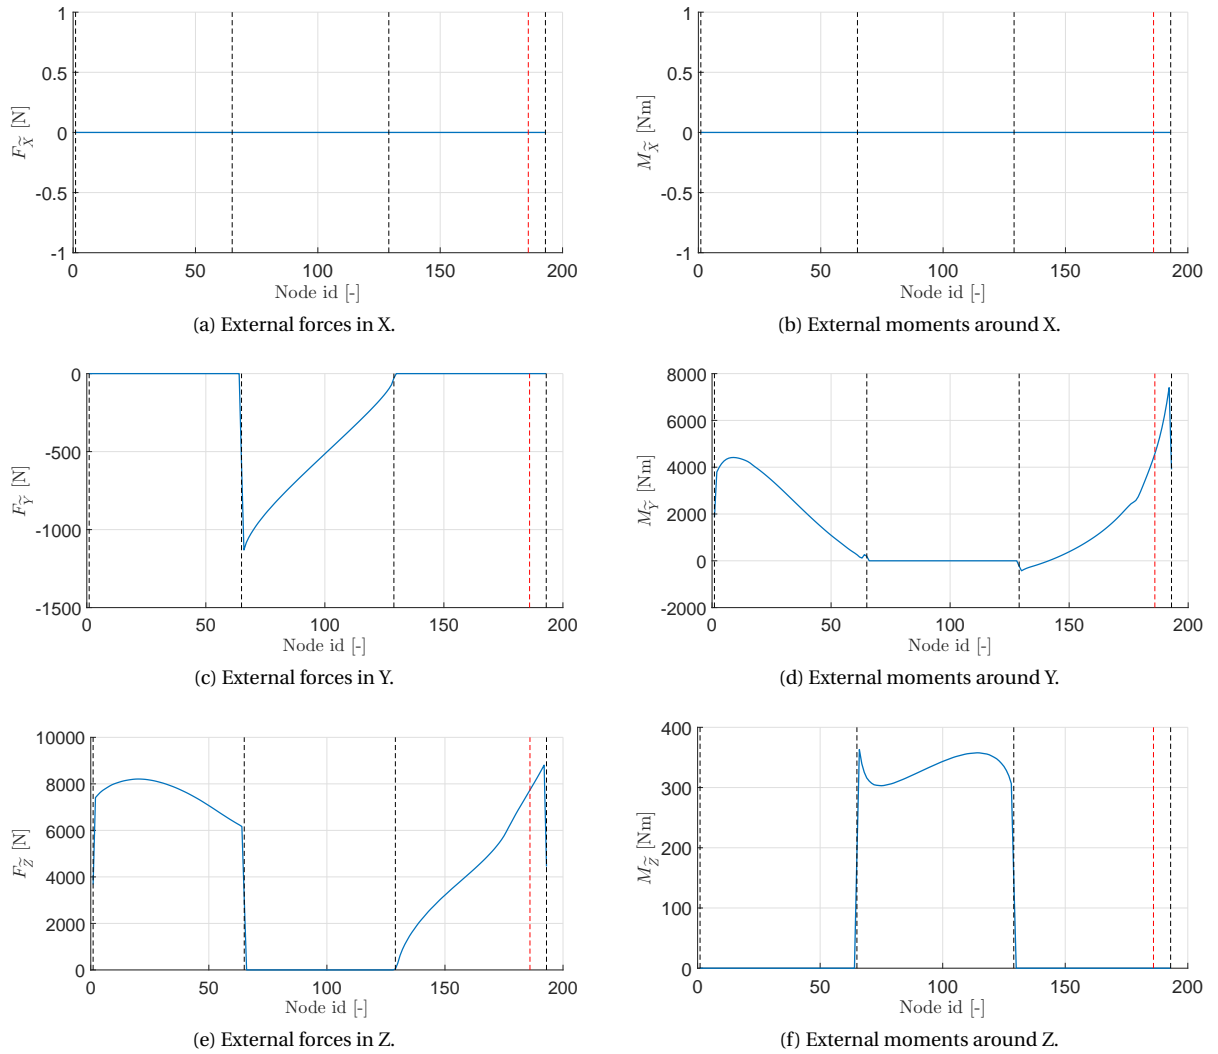 1
0.5
0
-0.5
-1
F_X̃ [N]
0 50 100 150 200
Node id [-]
(a) External forces in X.
1
0.5
0
-0.5
-1
M_X̃ [Nm]
0 50 100 150 200
Node id [-]
(b) External moments around X.
0
-500
-1000
-1500
F_Ỹ [N]
0 50 100 150 200
Node id [-]
(c) External forces in Y.
8000
6000
4000
2000
0
-2000
M_Ỹ [Nm]
0 50 100 150 200
Node id [-]
(d) External moments around Y.
10000
8000
6000
4000
2000
0
F_Z̃ [N]
0 50 100 150 200
Node id [-]
(e) External forces in Z.
400
300
200
100
0
M_Z̃ [Nm]
0 50 100 150 200
Node id [-]
(f) External moments around Z.